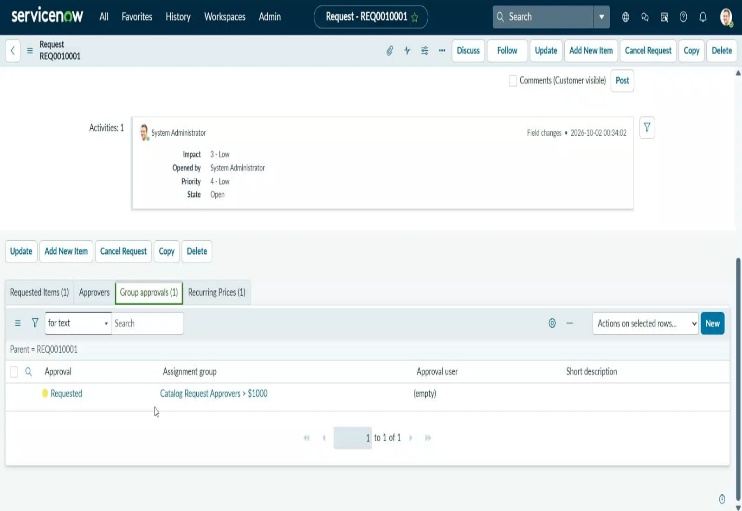 servicenow All Favorites History Workspaces Admin Request - REQ0010001 Search
Request
REQ0010001
Discuss Follow Update Add New Item Cancel Request Copy Delete
Comments (Customer visible) Post
Activities: 1
System Administrator Field changes • 2026-10-02 00:34:02
Impact 3 - Low
Opened by System Administrator
Priority 4 - Low
State Open
Update Add New Item Cancel Request Copy Delete
Requested Items (1) Approvers Group approvals (1) Recurring Prices (1)
for text Search Actions on selected rows... New
Parent = REQ0010001
Approval Assignment group Approval user Short description
Requested Catalog Request Approvers > $1000 (empty)
1 to 1 of 1